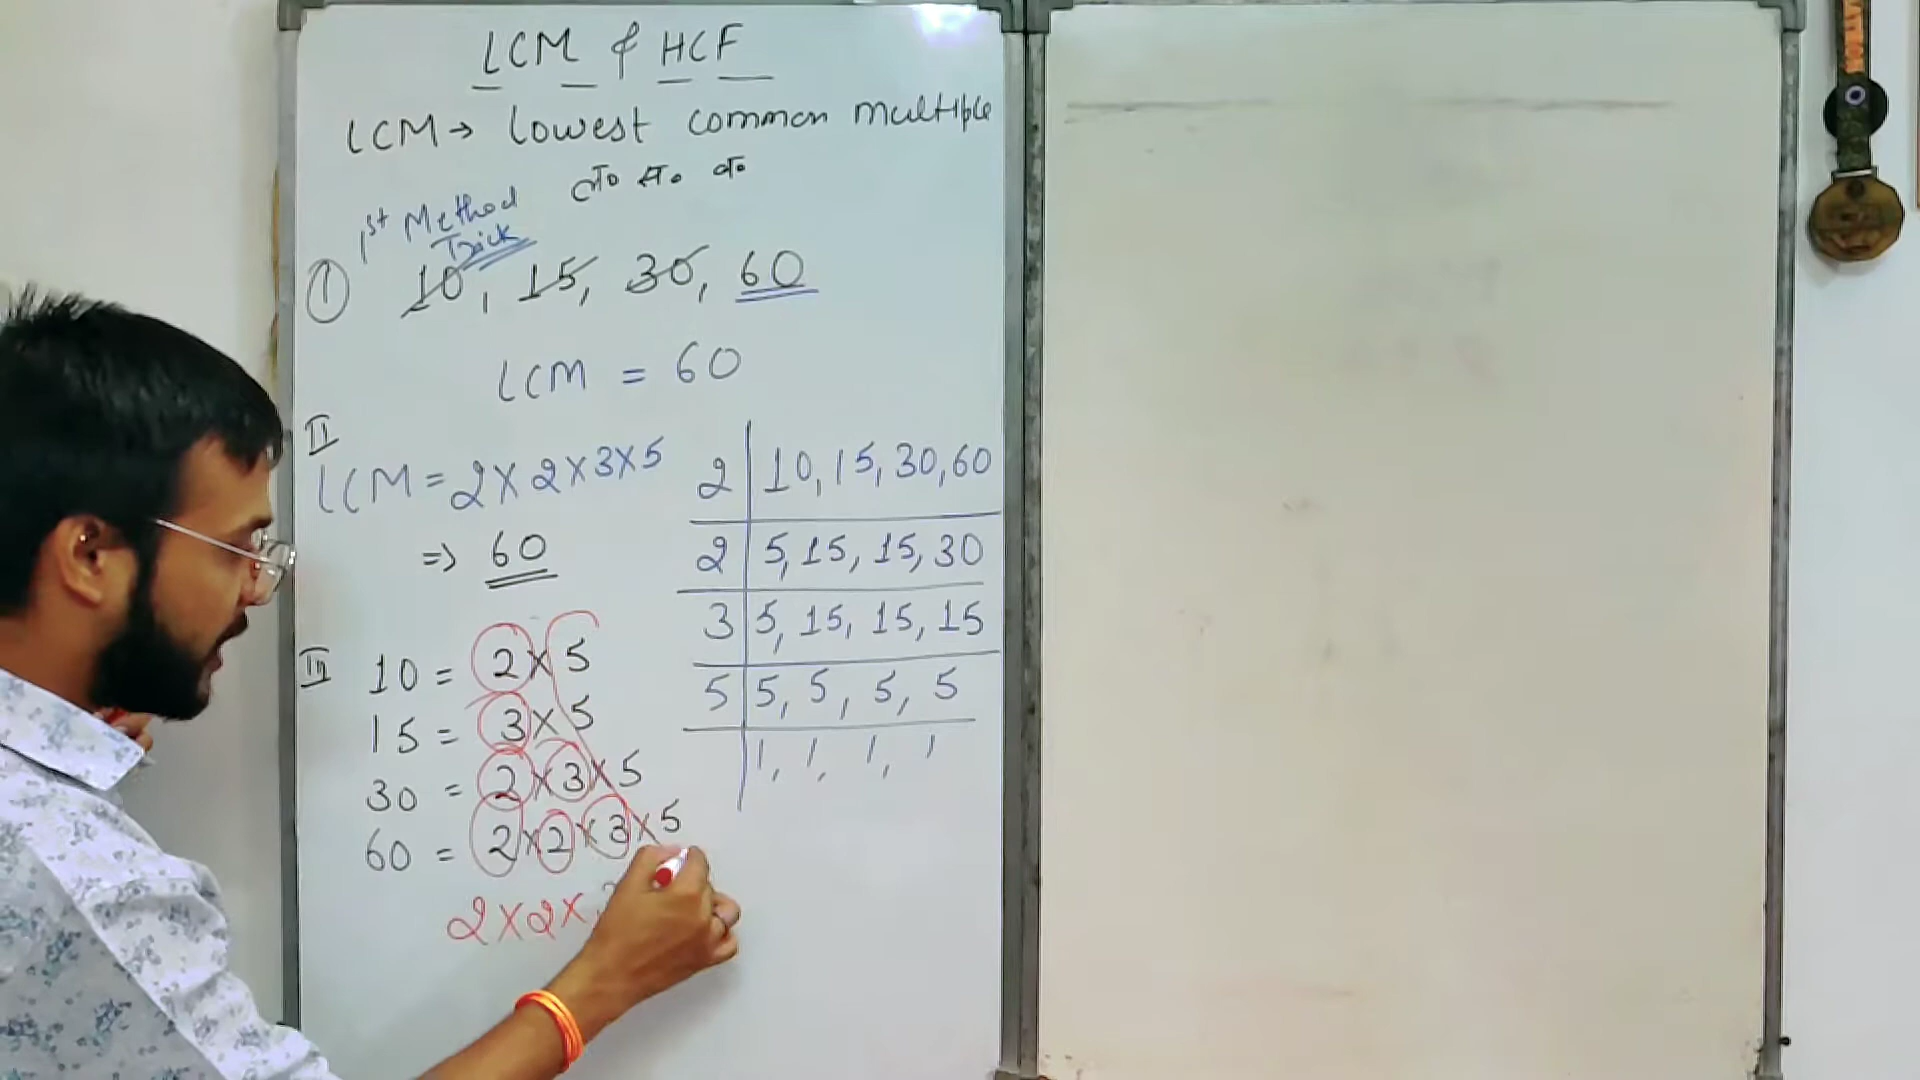 LCM & HCF
LCM → Lowest common multiple
ल० स० व०
1st Method
Trick
① 10, 15, 30, 60
LCM = 60
II
LCM = 2×2×3×5
=> 60
2 | 10, 15, 30, 60
2 | 5, 15, 15, 30
3 | 5, 15, 15, 15
5 | 5, 5, 5, 5
1, 1, 1, 1
III 10 = 2×5
15 = 3×5
30 = 2×3×5
60 = 2×2×3×5
2×2×